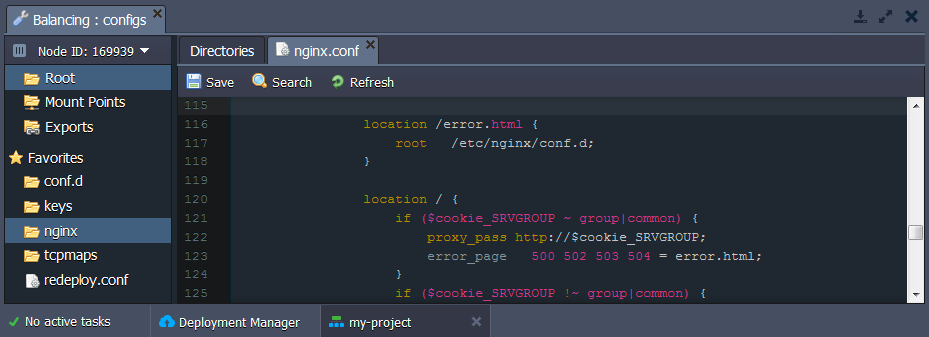 Balancing : configs
Node ID: 169939
Root
Mount Points
Exports
Favorites
conf.d
keys
nginx
tcpmaps
redeploy.conf
Directories
nginx.conf
Save Search Refresh
115
116 location /error.html {
117 root /etc/nginx/conf.d;
118 }
119
120 location / {
121 if ($cookie_SRVGROUP ~ group|common) {
122 proxy_pass http://$cookie_SRVGROUP;
123 error_page 500 502 503 504 = error.html;
124 }
125 if ($cookie_SRVGROUP !~ group|common) {
No active tasks Deployment Manager my-project